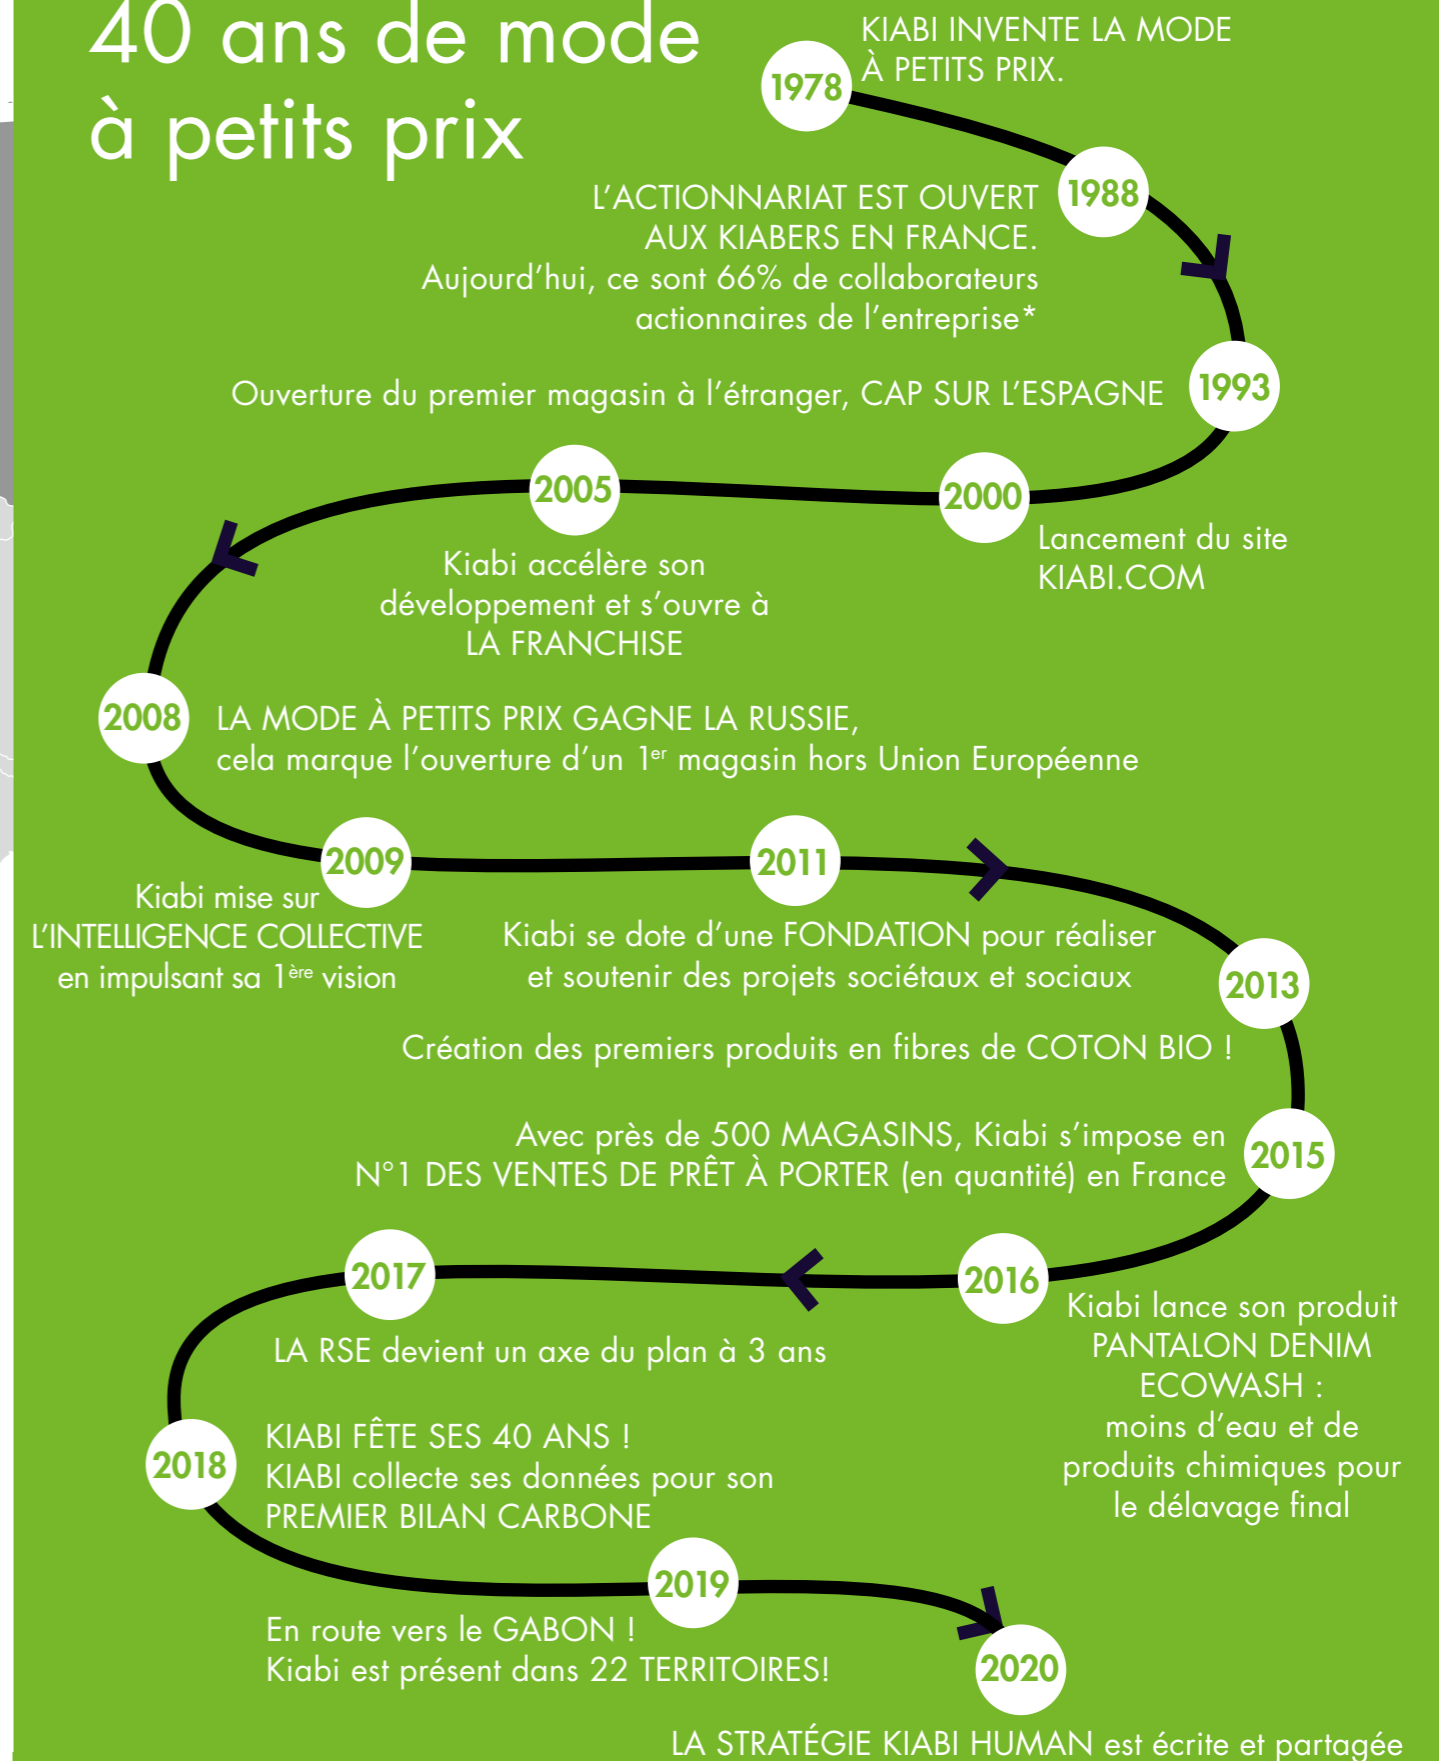 40 ans de mode
à petits prix
1978
KIABI INVENTE LA MODE
À PETITS PRIX.
1988
L'ACTIONNARIAT EST OUVERT
AUX KIABERS EN FRANCE.
Aujourd'hui, ce sont 66% de collaborateurs
actionnaires de l'entreprise*
1993
Ouverture du premier magasin à l'étranger, CAP SUR L'ESPAGNE
2000
Lancement du site
KIABI.COM
2005
Kiabi accélère son
développement et s'ouvre à
LA FRANCHISE
2008
LA MODE À PETITS PRIX GAGNE LA RUSSIE,
cela marque l'ouverture d'un 1er magasin hors Union Européenne
2009
Kiabi mise sur
L'INTELLIGENCE COLLECTIVE
en impulsant sa 1ère vision
2011
Kiabi se dote d'une FONDATION pour réaliser
et soutenir des projets sociétaux et sociaux
2013
Création des premiers produits en fibres de COTON BIO !
2015
Avec près de 500 MAGASINS, Kiabi s'impose en
N°1 DES VENTES DE PRÊT À PORTER (en quantité) en France
2016
Kiabi lance son produit
PANTALON DENIM
ECOWASH :
moins d'eau et de
produits chimiques pour
le délavage final
2017
LA RSE devient un axe du plan à 3 ans
2018
KIABI FÊTE SES 40 ANS !
KIABI collecte ses données pour son
PREMIER BILAN CARBONE
2019
En route vers le GABON !
Kiabi est présent dans 22 TERRITOIRES!
2020
LA STRATÉGIE KIABI HUMAN est écrite et partagée